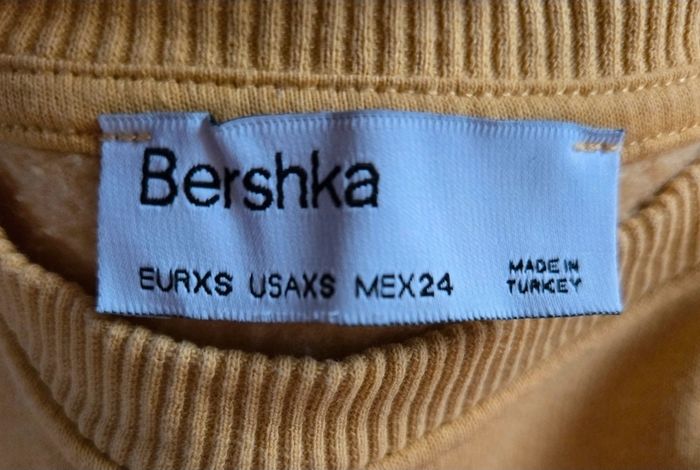 Bershka
EURXS USAXS MEX24
MADE IN
TURKEY